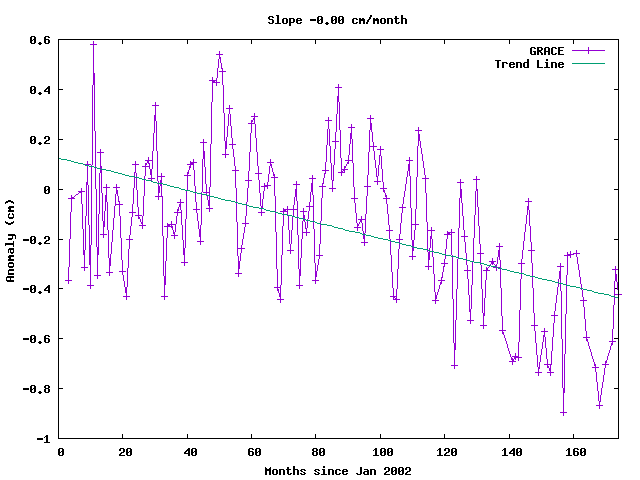 Slope -0.00 cm/month
GRACE
Trend Line
0.6
0.4
0.2
0
-0.2
-0.4
-0.6
-0.8
-1
Anomaly (cm)
0 20 40 60 80 100 120 140 160
Months since Jan 2002